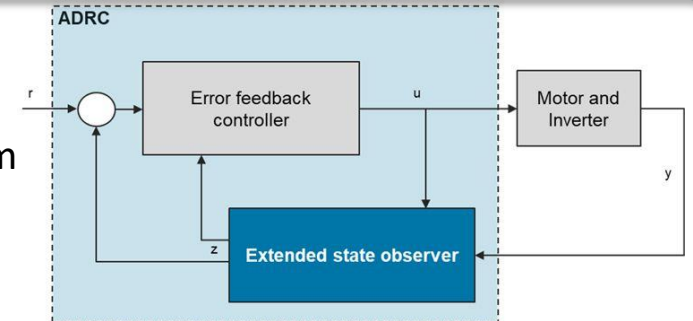 ADRC
r
Error feedback
controller
u
Motor and
Inverter
m
y
z
Extended state observer